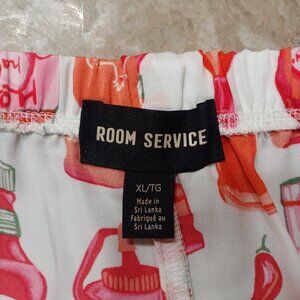 ROOM SERVICE
XL/TG
Made in
Sri Lanka
Fabriqué au
Sri Lanka